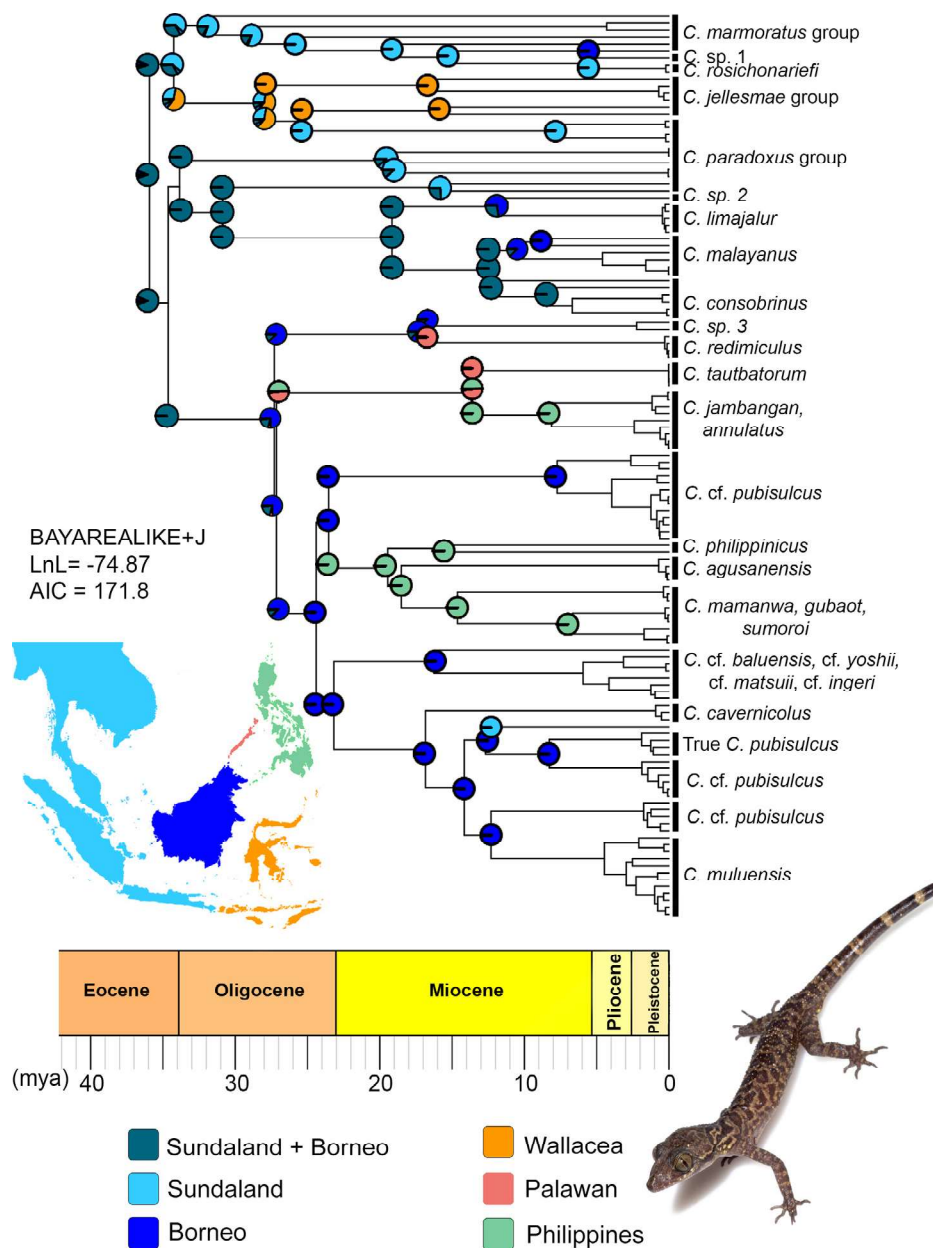 C. marmoratus group
C. sp. 1
C. rosichonariefi
C. jellesmae group
C. paradoxus group
C. sp. 2
C. limajalur
C. malayanus
C. consobrinus
C. sp. 3
C. redimiculus
C. tautbatorum
C. jambangan,
annulatus
C. cf. pubisulcus
BAYAREALIKE+J
LnL= -74.87
AIC = 171.8
C. philippinicus
C. agusanensis
C. mamanwa, gubaot,
sumoroi
C. cf. baluensis, cf. yoshii,
cf. matsuii, cf. ingeri
C. cavernicolus
True C. pubisulcus
C. cf. pubisulcus
C. cf. pubisulcus
C. muluensis
Eocene Oligocene Miocene Pliocene Pleistocene
(mya) 40 30 20 10 0
Sundaland + Borneo
Sundaland
Borneo
Wallacea
Palawan
Philippines